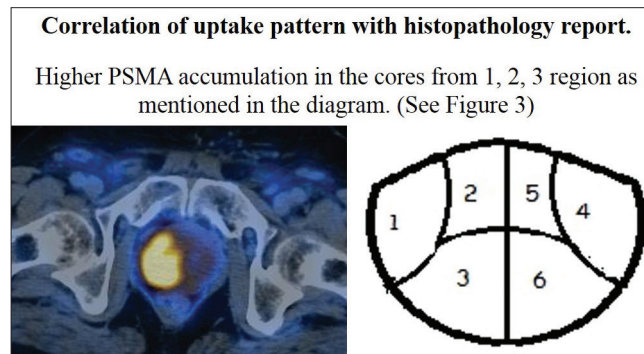 Correlation of uptake pattern with histopathology report.
Higher PSMA accumulation in the cores from 1, 2, 3 region as
mentioned in the diagram. (See Figure 3)
1
2
5
4
3
6